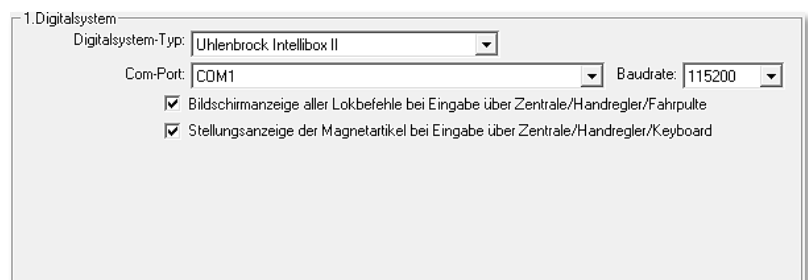 1.Digitalsystem
Digitalsystem-Typ: Uhlenbrock Intellibox II
Com-Port: COM1 Baudrate: 115200
Bildschirmanzeige aller Lokbefehle bei Eingabe über Zentrale/Handregler/Fahrpulte
Stellungsanzeige der Magnetartikel bei Eingabe über Zentrale/Handregler/Keyboard